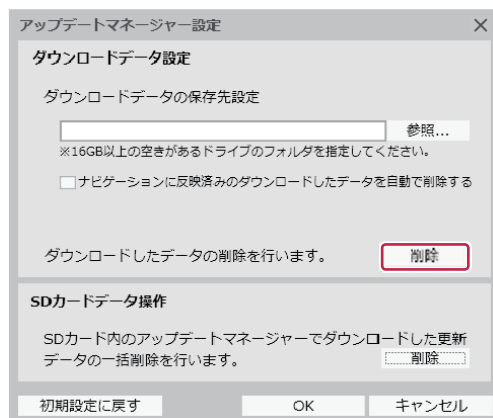 アップデートマネージャー設定
ダウンロードデータ設定
ダウンロードデータの保存先設定
参照...
※16GB以上の空きがあるドライブのフォルダを指定してください。
ナビゲーションに反映済みのダウンロードしたデータを自動で削除する
ダウンロードしたデータの削除を行います。 削除
SDカードデータ操作
SDカード内のアップデートマネージャーでダウンロードした更新
データの一括削除を行います。 削除
初期設定に戻す OK キャンセル